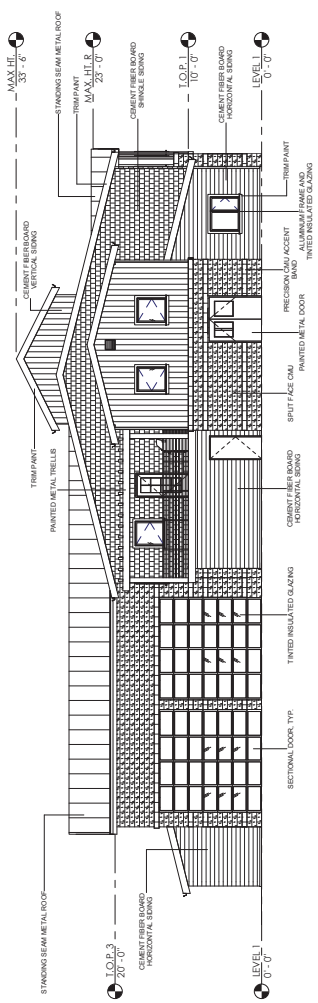 MAX HT.
33' - 6"
STANDING SEAM METAL ROOF
TRIM PAINT
MAX HT. R
23' - 0"
CEMENT FIBER BOARD
SHINGLE SIDING
T.O.P. 1
10' - 0"
CEMENT FIBER BOARD
HORIZONTAL SIDING
LEVEL 1
0' - 0"
CEMENT FIBER BOARD
VERTICAL SIDING
TRIM PAINT
PAINTED METAL TRELLIS
TRIM PAINT
ALUMINUM FRAME AND
TINTED INSULATED GLAZING
PRECISION CMU ACCENT
BAND
PAINTED METAL DOOR
SPLIT FACE CMU
CEMENT FIBER BOARD
HORIZONTAL SIDING
TINTED INSULATED GLAZING
SECTIONAL DOOR, TYP.
STANDING SEAM METAL ROOF
T.O.P. 3
20' - 0"
CEMENT FIBER BOARD
HORIZONTAL SIDING
LEVEL 1
0' - 0"